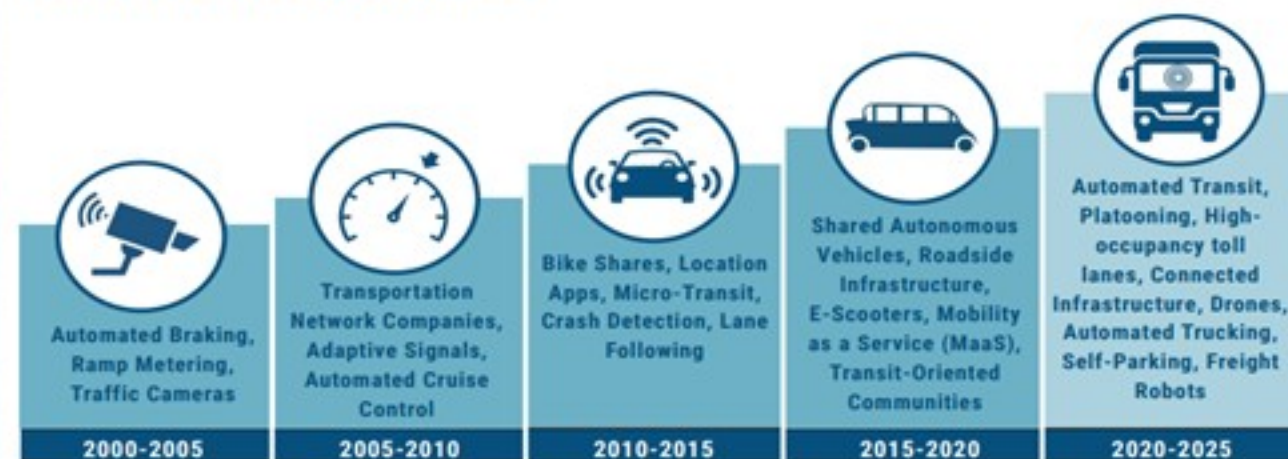 Automated Braking,
Ramp Metering,
Traffic Cameras
2000-2005
Transportation
Network Companies,
Adaptive Signals,
Automated Cruise
Control
2005-2010
Bike Shares, Location
Apps, Micro-Transit,
Crash Detection, Lane
Following
2010-2015
Shared Autonomous
Vehicles, Roadside
Infrastructure,
E-Scooters, Mobility
as a Service (MaaS),
Transit-Oriented
Communities
2015-2020
Automated Transit,
Platooning, High-
occupancy toll
lanes, Connected
Infrastructure, Drones,
Automated Trucking,
Self-Parking, Freight
Robots
2020-2025